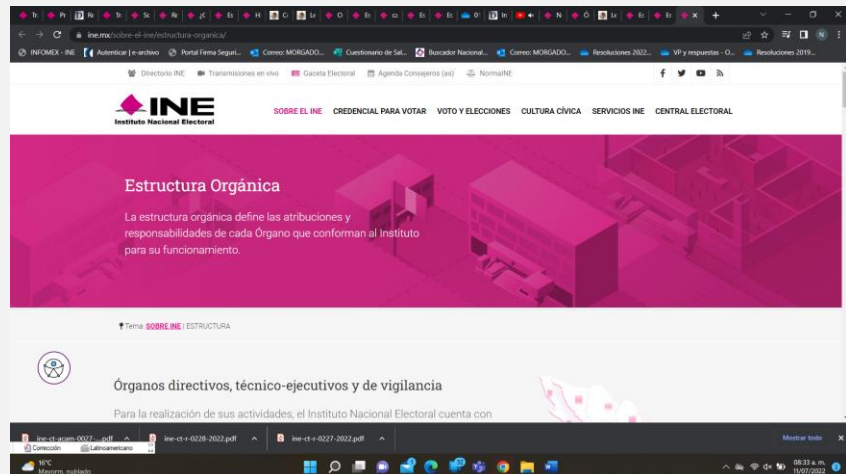 ine.mx/sobre-el-ine/estructura-organica/
INFOMEX - INE
Autenticar | e-archivo
Portal Firma Seguri...
Correo: MORGADO...
Cuestionario de Sal...
Buscador Nacional...
Correo: MORGADO...
Resoluciones 2022...
VP y respuestas - O...
Resoluciones 2019...
Directorio INE
Transmisiones en vivo
Gaceta Electoral
Agenda Consejeros (as)
NormaINE
INE
Instituto Nacional Electoral
SOBRE EL INE
CREDENCIAL PARA VOTAR
VOTO Y ELECCIONES
CULTURA CÍVICA
SERVICIOS INE
CENTRAL ELECTORAL
Estructura Orgánica
La estructura orgánica define las atribuciones y
responsabilidades de cada Órgano que conforman al Instituto
para su funcionamiento.
Tema: SOBRE INE | ESTRUCTURA
Órganos directivos, técnico-ejecutivos y de vigilancia
Para la realización de sus actividades, el Instituto Nacional Electoral cuenta con
ine-ct-r-0228-2022.pdf
ine-ct-r-0227-2022.pdf
Mostrar todo
Corrección
Latinoamericano
16°C
Mayorm. nublado
08:33 a. m.
11/07/2022